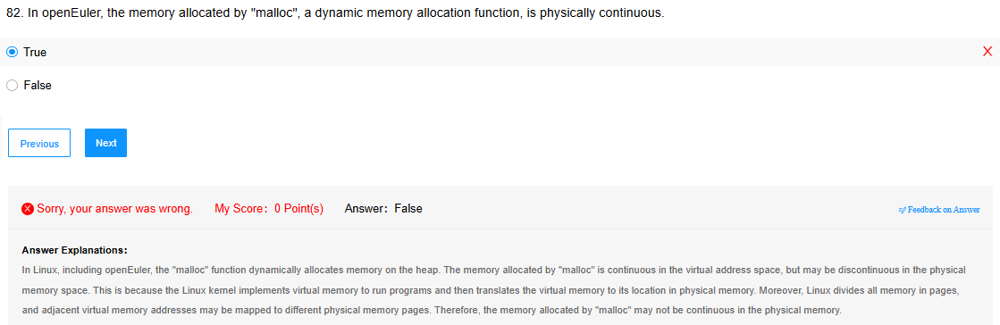 82. In openEuler, the memory allocated by "malloc", a dynamic memory allocation function, is physically continuous.
True
X
False
Previous
Next
Sorry, your answer was wrong. My Score: 0 Point(s) Answer: False
Feedback on Answer
Answer Explanations:
In Linux, including openEuler, the "malloc" function dynamically allocates memory on the heap. The memory allocated by "malloc" is continuous in the virtual address space, but may be discontinuous in the physical
memory space. This is because the Linux kernel implements virtual memory to run programs and then translates the virtual memory to its location in physical memory. Moreover, Linux divides all memory in pages,
and adjacent virtual memory addresses may be mapped to different physical memory pages. Therefore, the memory allocated by "malloc" may not be continuous in the physical memory.